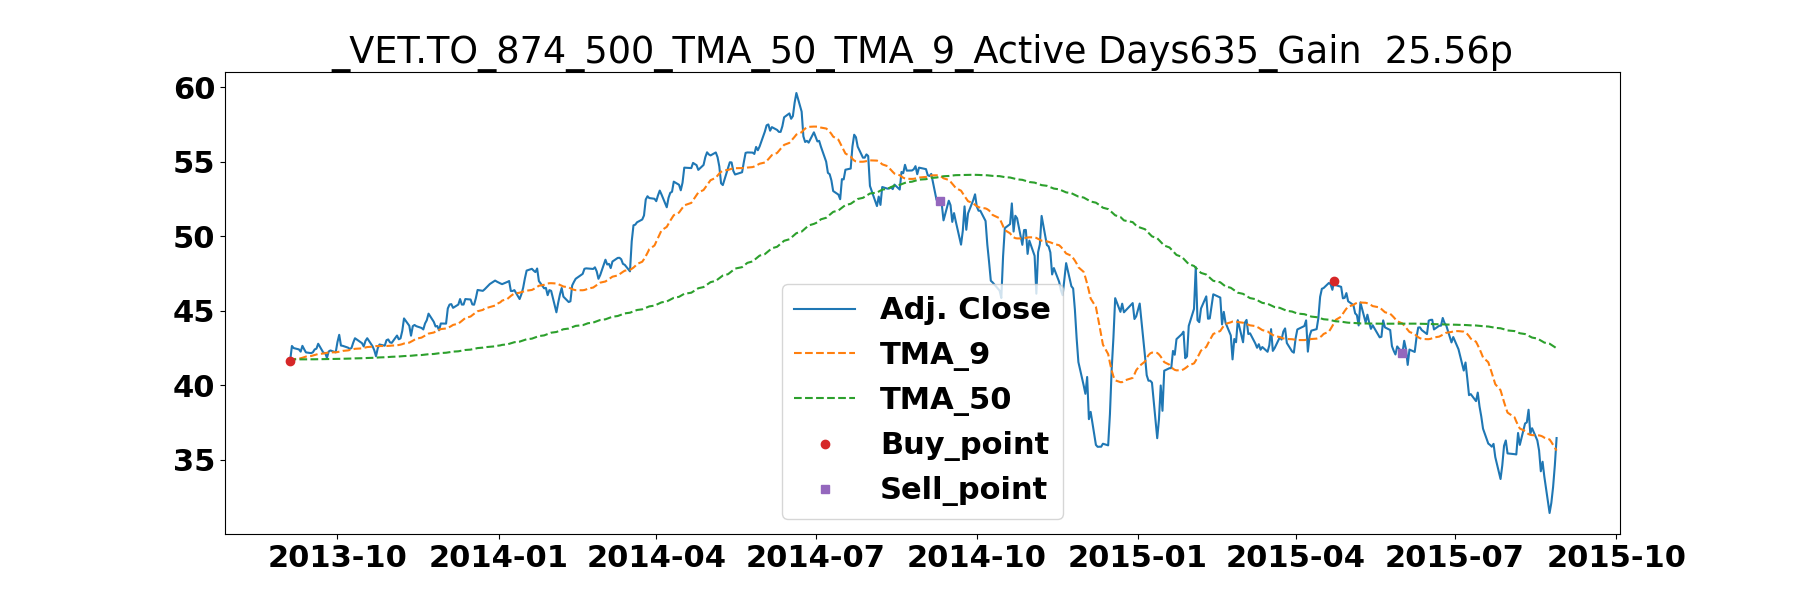 _VET.TO_874_500_TMA_50_TMA_9_Active Days635_Gain  25.56p
60
55
50
45
40
35
Adj. Close
TMA_9
TMA_50
Buy_point
Sell_point
2013-10 2014-01 2014-04 2014-07 2014-10 2015-01 2015-04 2015-07 2015-10